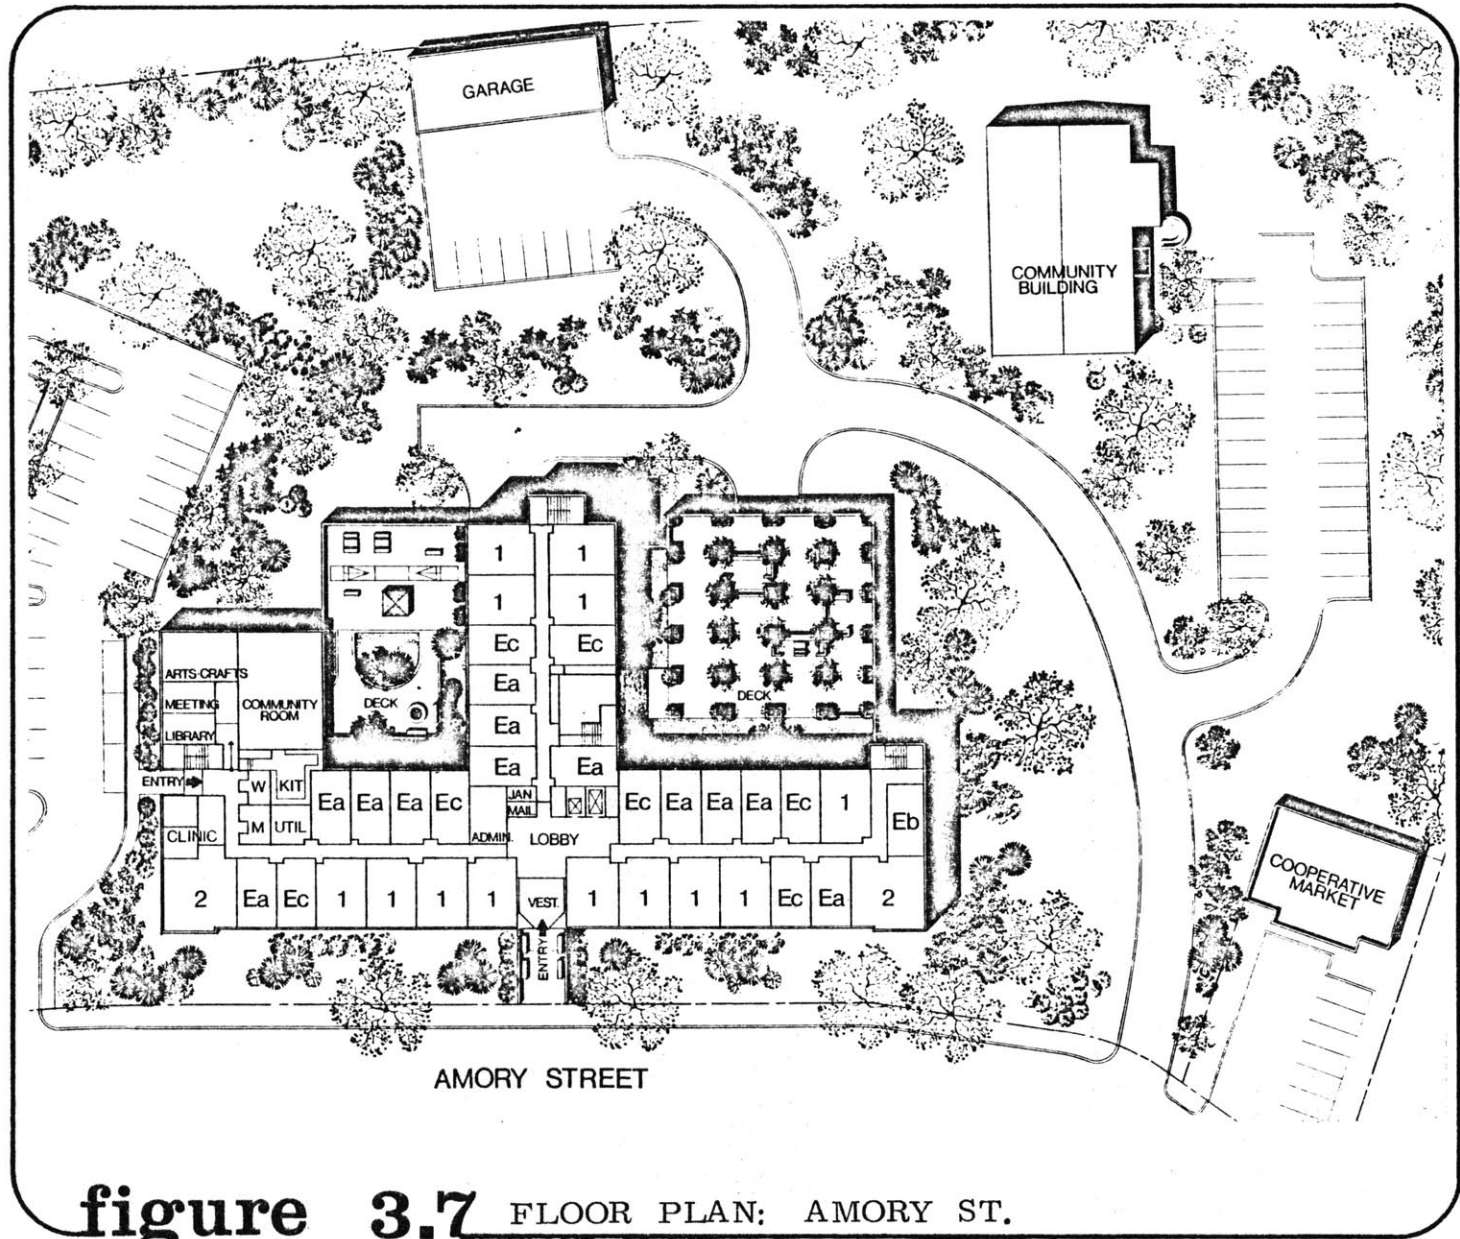 GARAGE
COMMUNITY
BUILDING
1 1
1 1
Ec Ec
Ea
Ea
Ea Ea
ARTS-CRAFTS
MEETING
LIBRARY
COMMUNITY
ROOM
DECK
DECK
ENTRY
W KIT
M UTIL
CLINIC
Ea Ea Ea Ec
JAN
MAIL
ADMIN.
LOBBY
Ec Ea Ea Ea Ec 1
Eb
2 Ea Ec 1 1 1 1
VEST.
1 1 1 1 Ec Ea 2
ENTRY
COOPERATIVE
MARKET
AMORY STREET
figure 3.7 FLOOR PLAN: AMORY ST.